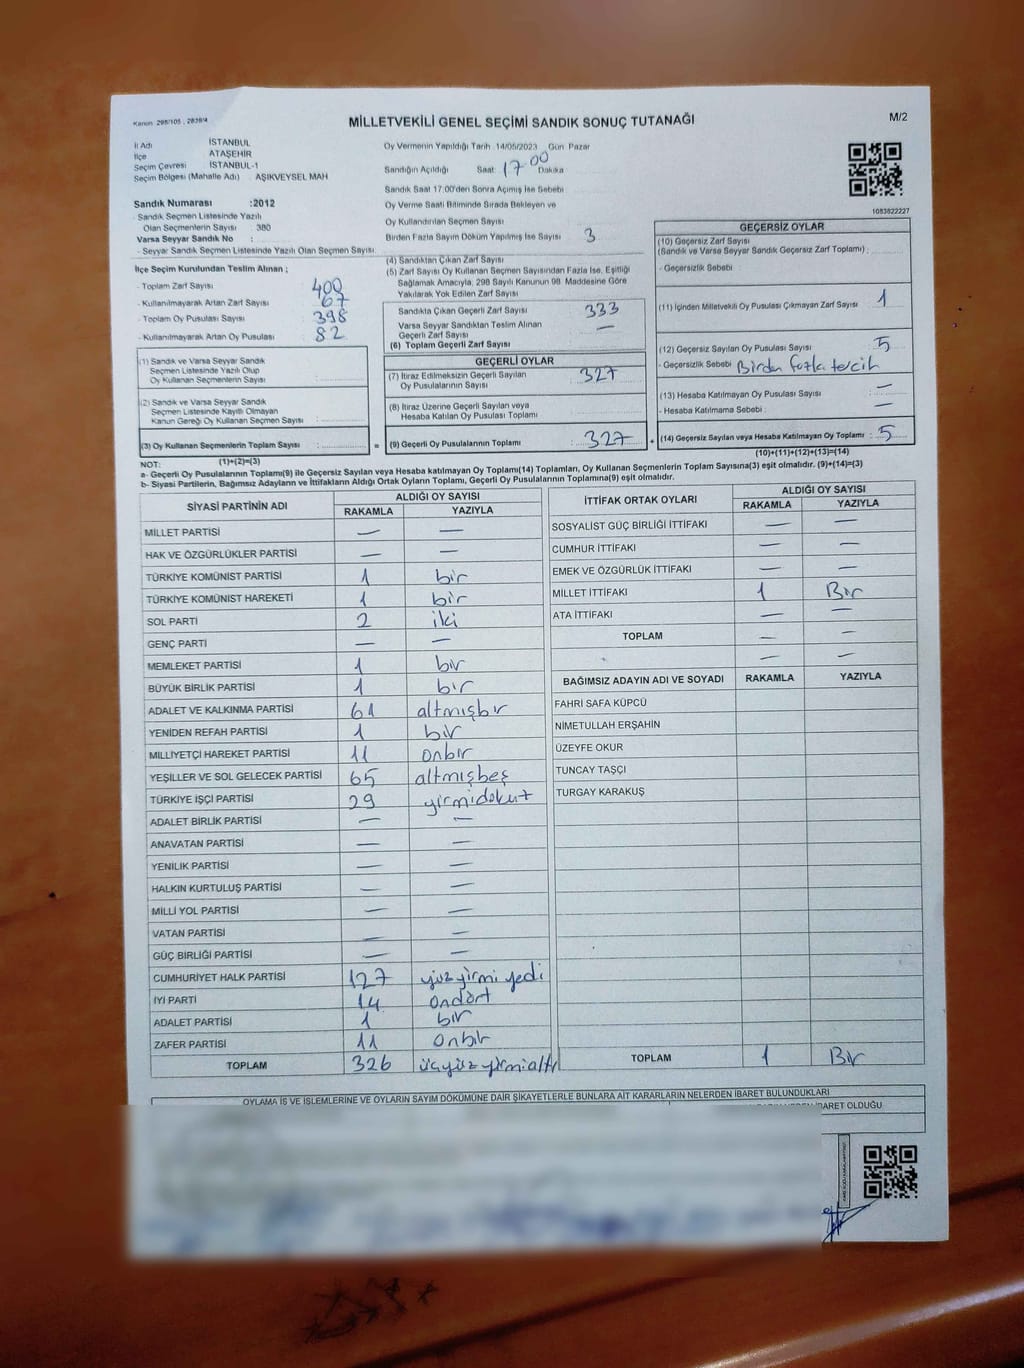 Kanun: 298/105 , 2839/4
MİLLETVEKİLİ GENEL SEÇİMİ SANDIK SONUÇ TUTANAĞI
M/2
İl Adı : İSTANBUL
İlçe : ATAŞEHİR
Seçim Çevresi : İSTANBUL-1
Seçim Bölgesi (Mahalle Adı) : AŞIKVEYSEL MAH
Sandık Numarası :2012
- Sandık Seçmen Listesinde Yazılı
Olan Seçmenlerin Sayısı : 380
Varsa Seyyar Sandık No :
- Seyyar Sandık Seçmen Listesinde Yazılı Olan Seçmen Sayısı:
Oy Vermenin Yapıldığı Tarih :14/05/2023 Gün Pazar
Sandığın Açıldığı Saat: 17 00 Dakika
Sandık Saat 17:00'den Sonra Açımış İse Sebebi
Oy Verme Saati Bitiminde Sırada Bekleyen ve
Oy Kullandırılan Seçmen Sayısı
Birden Fazla Sayım Döküm Yapılmış İse Sayısı 3
1083822227
İlçe Seçim Kurulundan Teslim Alınan ;
- Toplam Zarf Sayısı 400
- Kullanılmayarak Artan Zarf Sayısı 67
- Toplam Oy Pusulası Sayısı 398
- Kullanılmayarak Artan Oy Pusulası 82
(1) Sandık ve Varsa Seyyar Sandık
Seçmen Listesinde Yazılı Olup
Oy Kullanan Seçmenlerin Sayısı :
(2) Sandık ve Varsa Seyyar Sandık
Seçmen Listesinde Kayıtlı Olmayan
Kanun Gereği Oy Kullanan Seçmen Sayısı :
(3) Oy Kullanan Seçmenlerin Toplam Sayısı :
(1)+(2)=(3)
(4) Sandıktan Çıkan Zarf Sayısı
(5) Zarf Sayısı Oy Kullanan Seçmen Sayısından Fazla İse, Eşitliği
Sağlamak Amacıyla, 298 Sayılı Kanunun 98. Maddesine Göre
Yakılarak Yok Edilen Zarf Sayısı
Sandıkta Çıkan Geçerli Zarf Sayısı : 333
Varsa Seyyar Sandıktan Teslim Alınan
Geçerli Zarf Sayısı —
(6) Toplam Geçerli Zarf Sayısı
GEÇERLİ OYLAR
(7) İtiraz Edilmeksizin Geçerli Sayılan
Oy Pusulalarının Sayısı : 327
(8) İtiraz Üzerine Geçerli Sayılan veya
Hesaba Katılan Oy Pusulası Toplamı :
= (9) Geçerli Oy Pusulalarının Toplamı : 327 +
GEÇERSİZ OYLAR
(10) Geçersiz Zarf Sayısı
(Sandık ve Varsa Seyyar Sandık Geçersiz Zarf Toplamı) :
- Geçersizlik Sebebi :
(11) İçinden Milletvekili Oy Pusulası Çıkmayan Zarf Sayısı : 1
(12) Geçersiz Sayılan Oy Pusulası Sayısı : 5
- Geçersizlik Sebebi : Birden fazla tercih
(13) Hesaba Katılmayan Oy Pusulası Sayısı : —
- Hesaba Katılmama Sebebi : —
(14) Geçersiz Sayılan veya Hesaba Katılmayan Oy Toplamı : 5
(10)+(11)+(12)+(13)=(14)
NOT:
a- Geçerli Oy Pusulalarının Toplamı(9) ile Geçersiz Sayılan veya Hesaba katılmayan Oy Toplamı(14) Toplamları, Oy Kullanan Seçmenlerin Toplam Sayısına(3) eşit olmalıdır. (9)+(14)=(3)
b- Siyasi Partilerin, Bağımsız Adayların ve İttifakların Aldığı Ortak Oyların Toplamı, Geçerli Oy Pusulalarının Toplamına(9) eşit olmalıdır.
SİYASİ PARTİNİN ADI ALDIĞI OY SAYISI
RAKAMLA YAZIYLA
MİLLET PARTİSİ — —
HAK VE ÖZGÜRLÜKLER PARTİSİ — —
TÜRKİYE KOMÜNİST PARTİSİ 1 bir
TÜRKİYE KOMÜNİST HAREKETİ 1 bir
SOL PARTİ 2 iki
GENÇ PARTİ — —
MEMLEKET PARTİSİ 1 bir
BÜYÜK BİRLİK PARTİSİ 1 bir
ADALET VE KALKINMA PARTİSİ 61 altmışbir
YENİDEN REFAH PARTİSİ 1 bir
MİLLİYETÇİ HAREKET PARTİSİ 11 onbir
YEŞİLLER VE SOL GELECEK PARTİSİ 65 altmışbeş
TÜRKİYE İŞÇİ PARTİSİ 29 yirmidokuz
ADALET BİRLİK PARTİSİ — —
ANAVATAN PARTİSİ — —
YENİLİK PARTİSİ — —
HALKIN KURTULUŞ PARTİSİ — —
MİLLİ YOL PARTİSİ — —
VATAN PARTİSİ — —
GÜÇ BİRLİĞİ PARTİSİ — —
CUMHURİYET HALK PARTİSİ 127 yüz yirmi yedi
İYİ PARTİ 14 ondört
ADALET PARTİSİ 1 bir
ZAFER PARTİSİ 11 onbir
TOPLAM 326 üçyüz yirmialtı
İTTİFAK ORTAK OYLARI ALDIĞI OY SAYISI
RAKAMLA YAZIYLA
SOSYALİST GÜÇ BİRLİĞİ İTTİFAKI — —
CUMHUR İTTİFAKI — —
EMEK VE ÖZGÜRLÜK İTTİFAKI — —
MİLLET İTTİFAKI 1 Bir
ATA İTTİFAKI — —
TOPLAM — —
— —
BAĞIMSIZ ADAYIN ADI VE SOYADI RAKAMLA YAZIYLA
FAHRİ SAFA KÜPCÜ
NİMETULLAH ERŞAHİN
ÜZEYFE OKUR
TUNCAY TAŞÇI
TURGAY KARAKUŞ
TOPLAM 1 Bir
OYLAMA İŞ VE İŞLEMLERİNE VE OYLARIN SAYIM DÖKÜMÜNE DAİR ŞİKAYETLERLE BUNLARA AİT KARARLARIN NELERDEN İBARET BULUNDUKLARI
İBARET OLDUĞU